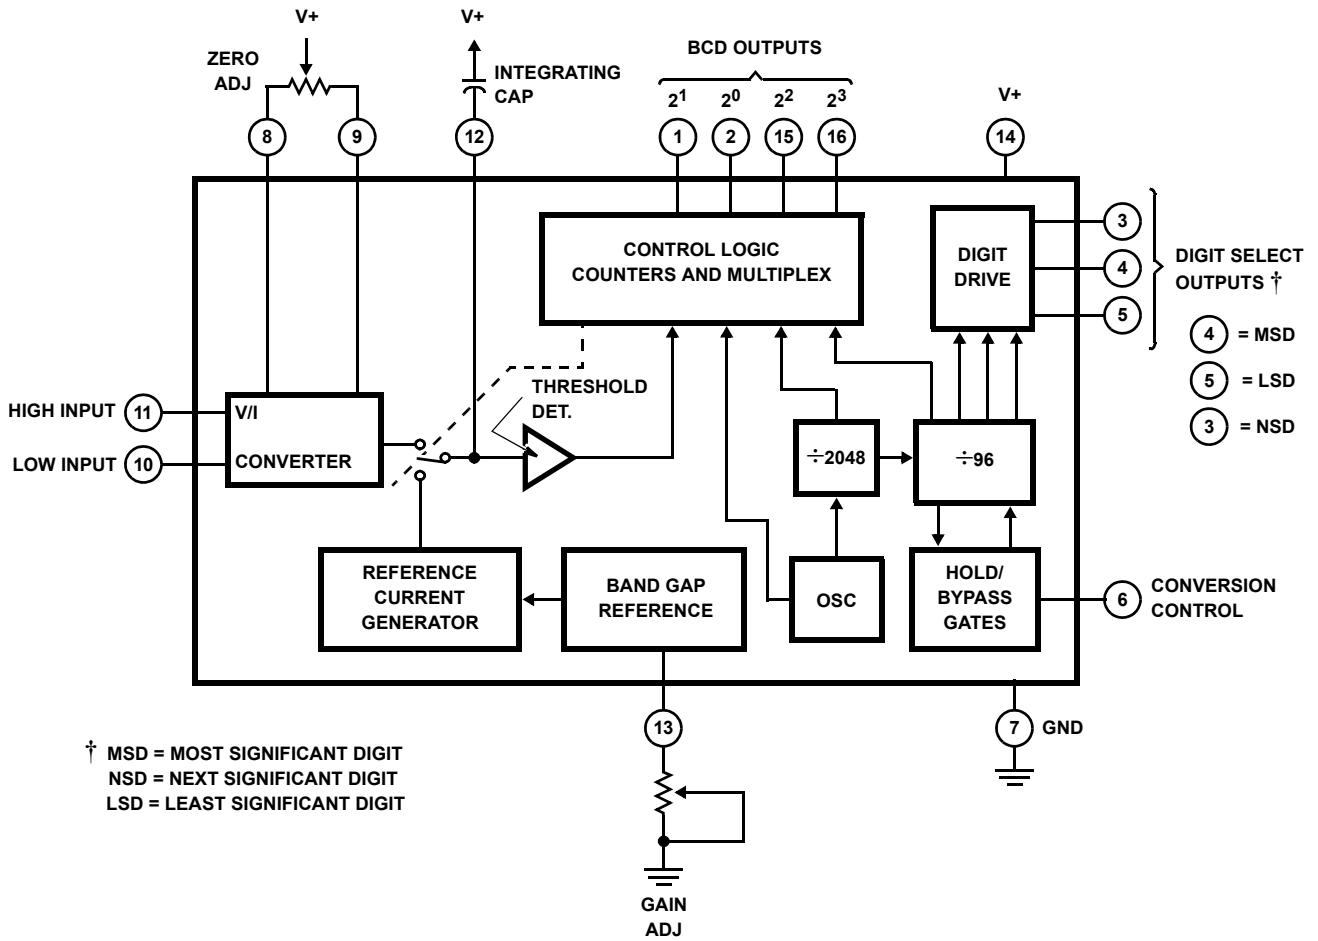 V+
V+
ZERO
ADJ
INTEGRATING
CAP
BCD OUTPUTS
2¹ 2⁰ 2² 2³
V+
8 9 12 1 2 15 16 14
CONTROL LOGIC
COUNTERS AND MULTIPLEX
DIGIT
DRIVE
3
4
5
DIGIT SELECT
OUTPUTS †
4 = MSD
5 = LSD
3 = NSD
THRESHOLD
DET.
HIGH INPUT 11
LOW INPUT 10
V/I
CONVERTER
÷2048
÷96
REFERENCE
CURRENT
GENERATOR
BAND GAP
REFERENCE
OSC
HOLD/
BYPASS
GATES
6 CONVERSION
CONTROL
13
7 GND
† MSD = MOST SIGNIFICANT DIGIT
NSD = NEXT SIGNIFICANT DIGIT
LSD = LEAST SIGNIFICANT DIGIT
GAIN
ADJ